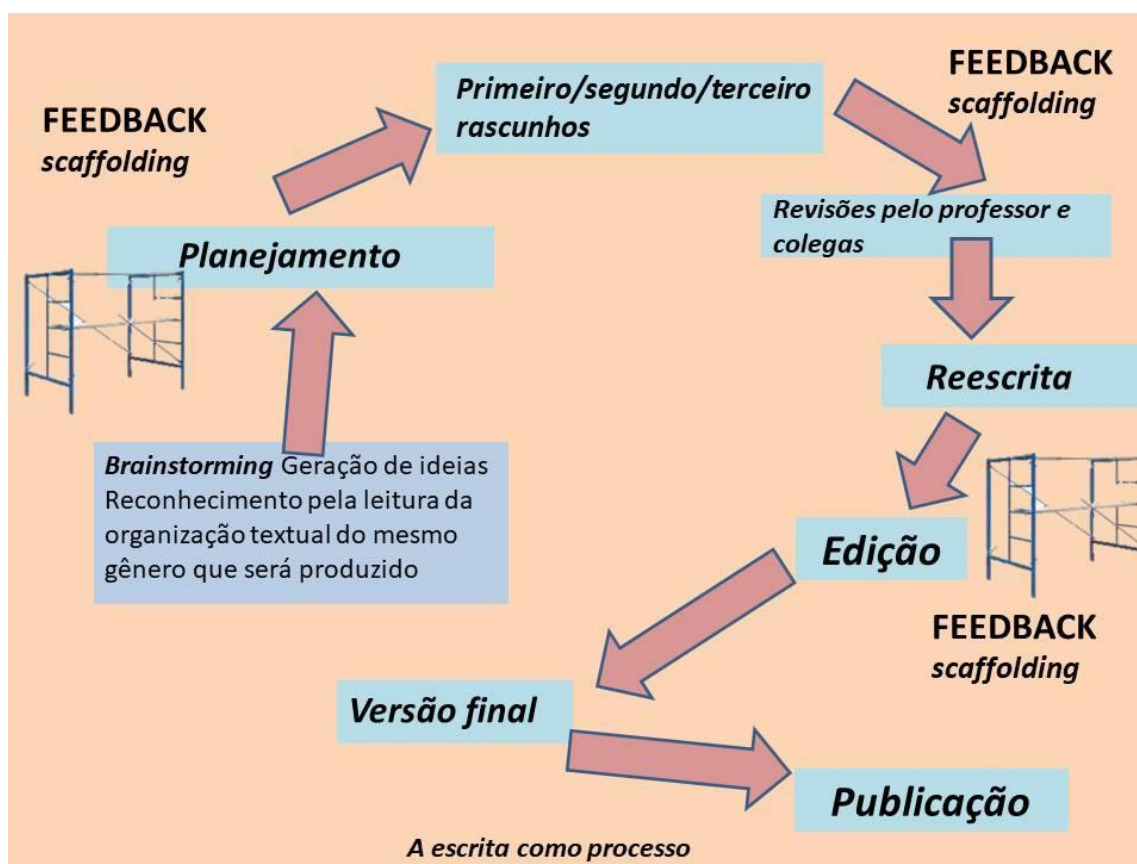 FEEDBACK
scaffolding
Primeiro/segundo/terceiro
rascunhos
FEEDBACK
scaffolding
Planejamento
Revisões pelo professor e
colegas
Reescrita
Brainstorming Geração de ideias
Reconhecimento pela leitura da
organização textual do mesmo
gênero que será produzido
Edição
FEEDBACK
scaffolding
Versão final
Publicação
A escrita como processo